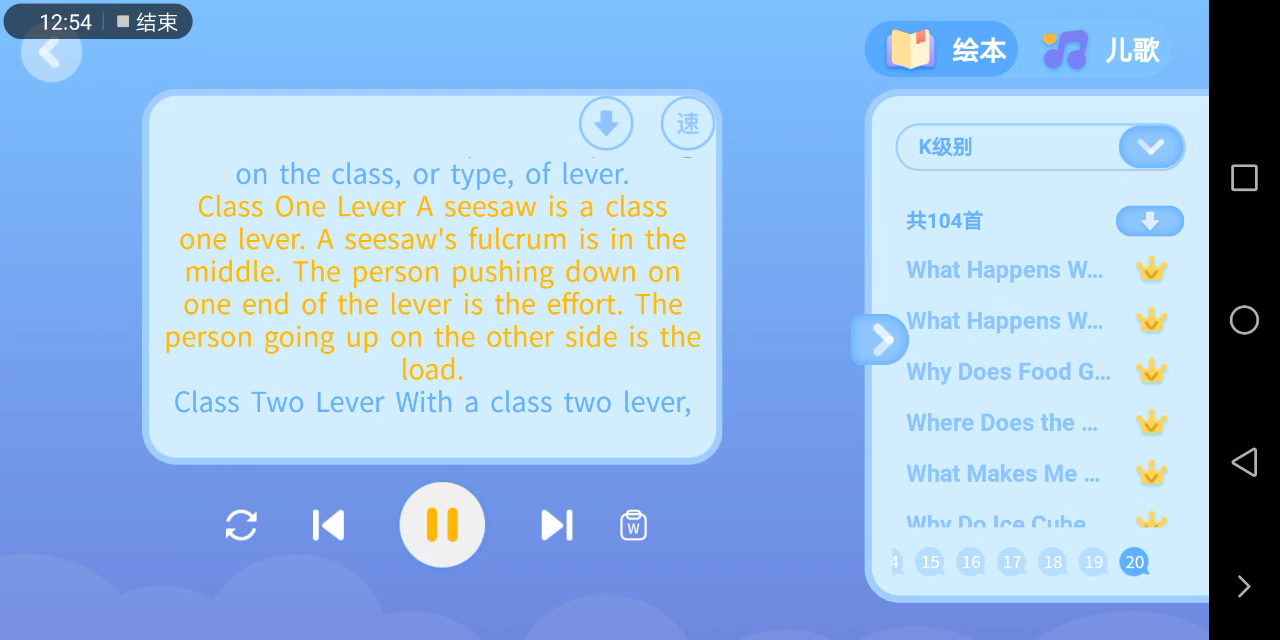 12:54
结束
绘本
儿歌
速
on the class, or type, of lever.
Class One Lever A seesaw is a class
one lever. A seesaw's fulcrum is in the
middle. The person pushing down on
one end of the lever is the effort. The
person going up on the other side is the
load.
Class Two Lever With a class two lever,
W
K级别
共104首
What Happens W...
What Happens W...
Why Does Food G...
Where Does the ...
What Makes Me ...
Why Do Ice Cube
15 16 17 18 19 20